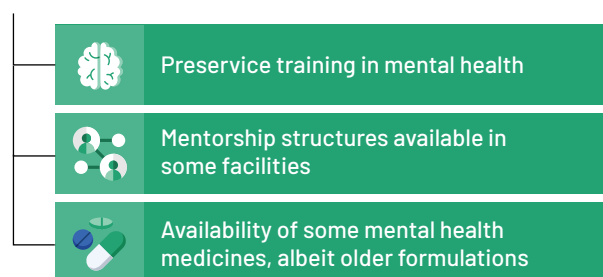 Preservice training in mental health
Mentorship structures available in
some facilities
Availability of some mental health
medicines, albeit older formulations